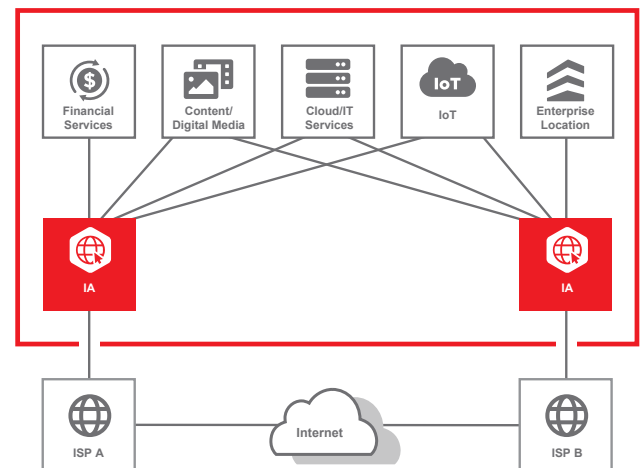 Financial
Services
Content/
Digital Media
Cloud/IT
Services
IoT
IoT
Enterprise
Location
IA
IA
ISP A
Internet
ISP B